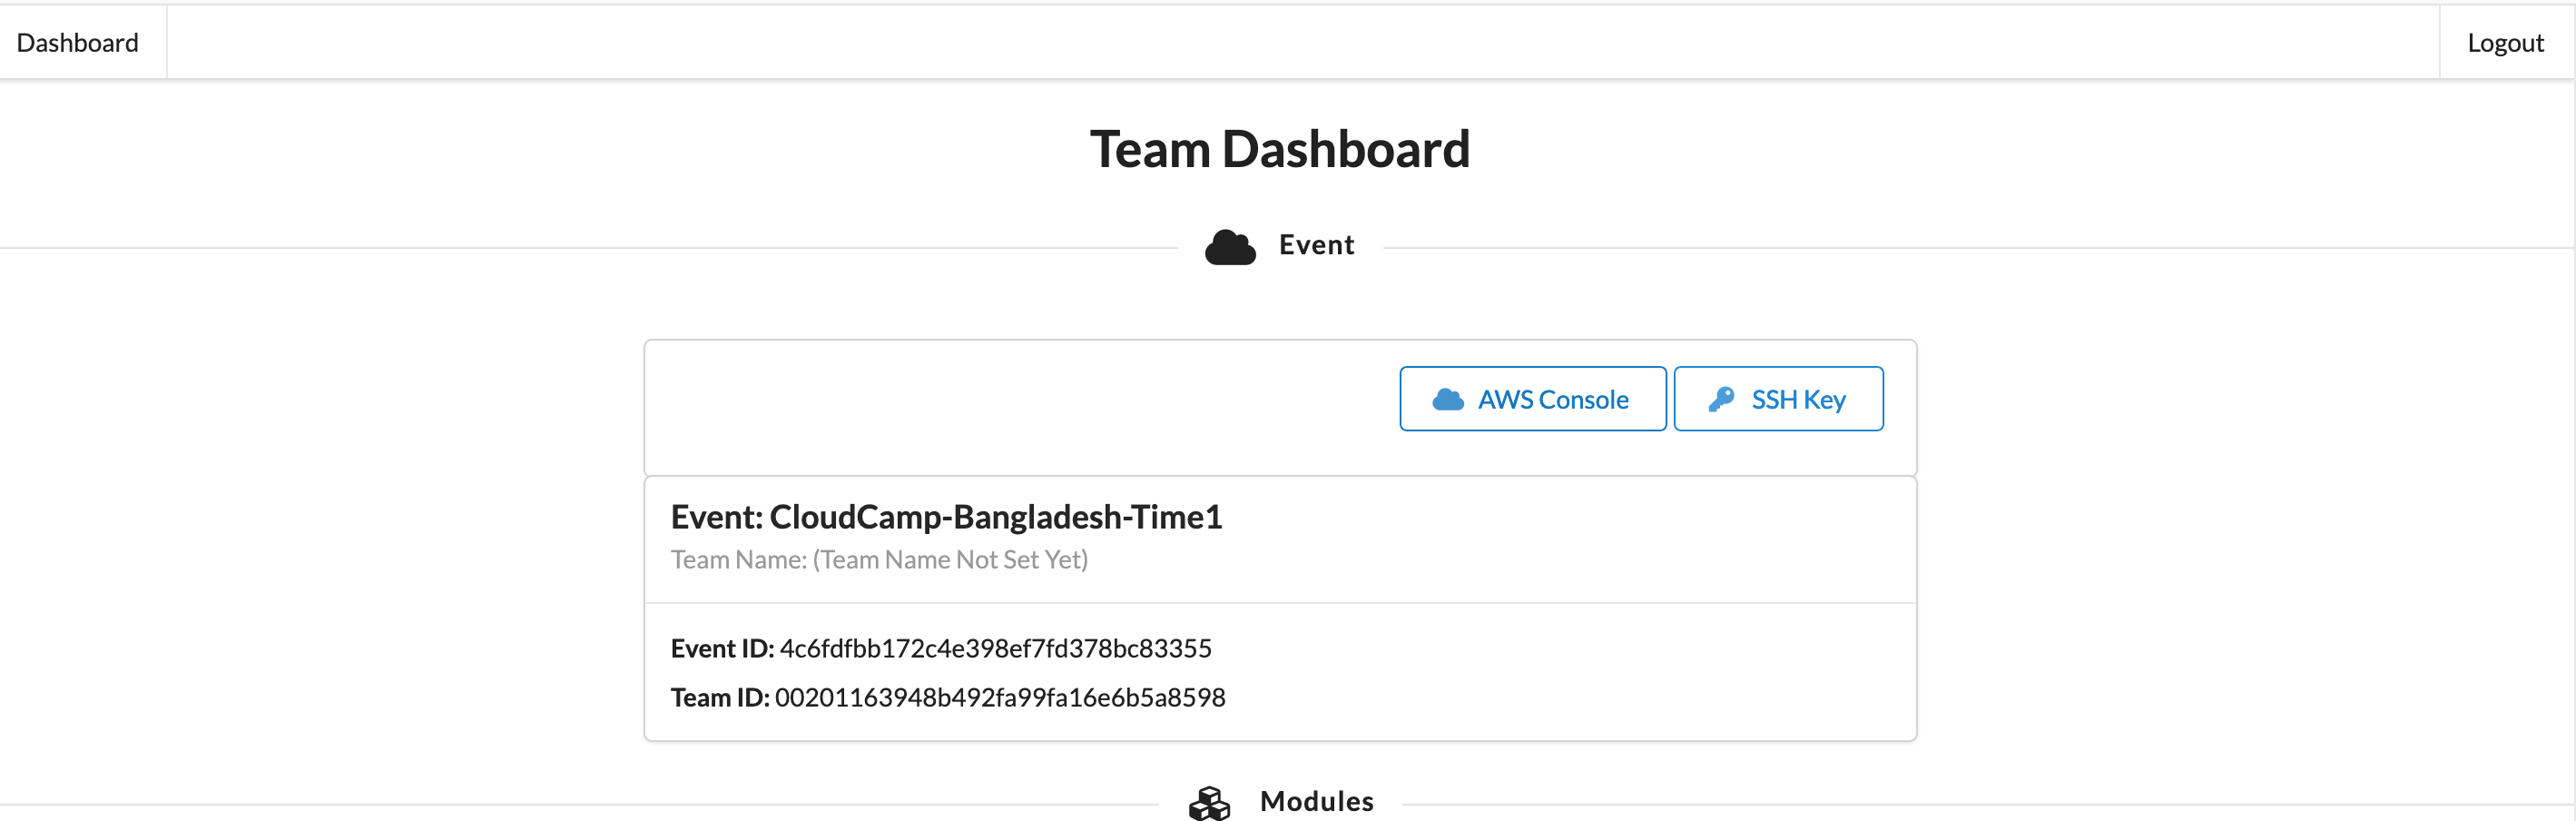 Dashboard
Logout
Team Dashboard
Event
AWS Console
SSH Key
Event: CloudCamp-Bangladesh-Time1
Team Name: (Team Name Not Set Yet)
Event ID: 4c6fdfbb172c4e398ef7fd378bc83355
Team ID: 00201163948b492fa99fa16e6b5a8598
Modules